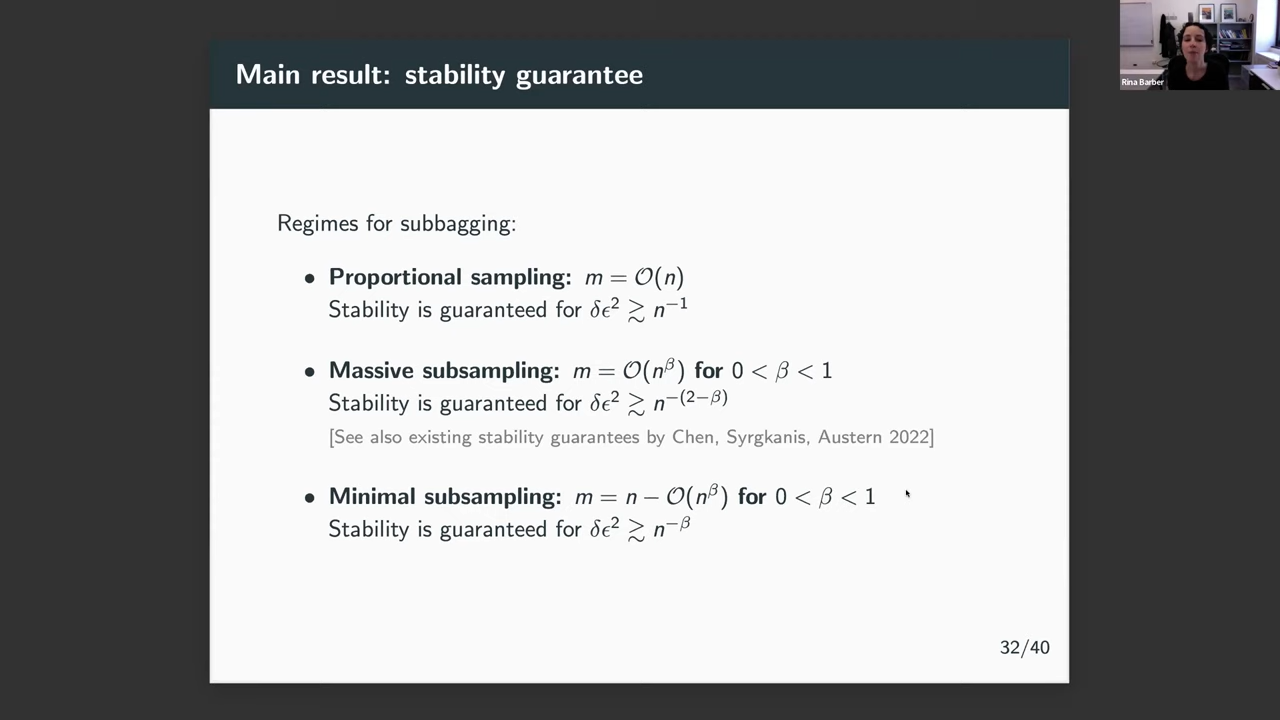 Main result: stability guarantee
Rina Barber
Regimes for subbagging:
• Proportional sampling: m = 𝒪(n)
Stability is guaranteed for δϵ² ≳ n⁻¹
• Massive subsampling: m = 𝒪(n^β) for 0 < β < 1
Stability is guaranteed for δϵ² ≳ n^−(2−β)
[See also existing stability guarantees by Chen, Syrgkanis, Austern 2022]
• Minimal subsampling: m = n − 𝒪(n^β) for 0 < β < 1
Stability is guaranteed for δϵ² ≳ n^−β
32/40